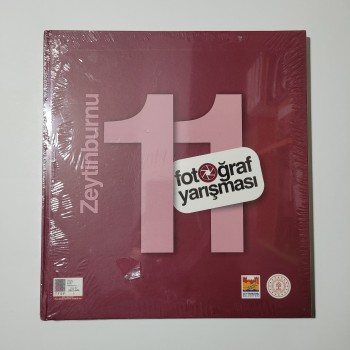 Zeytinburnu
11
fotoğraf
yarışması